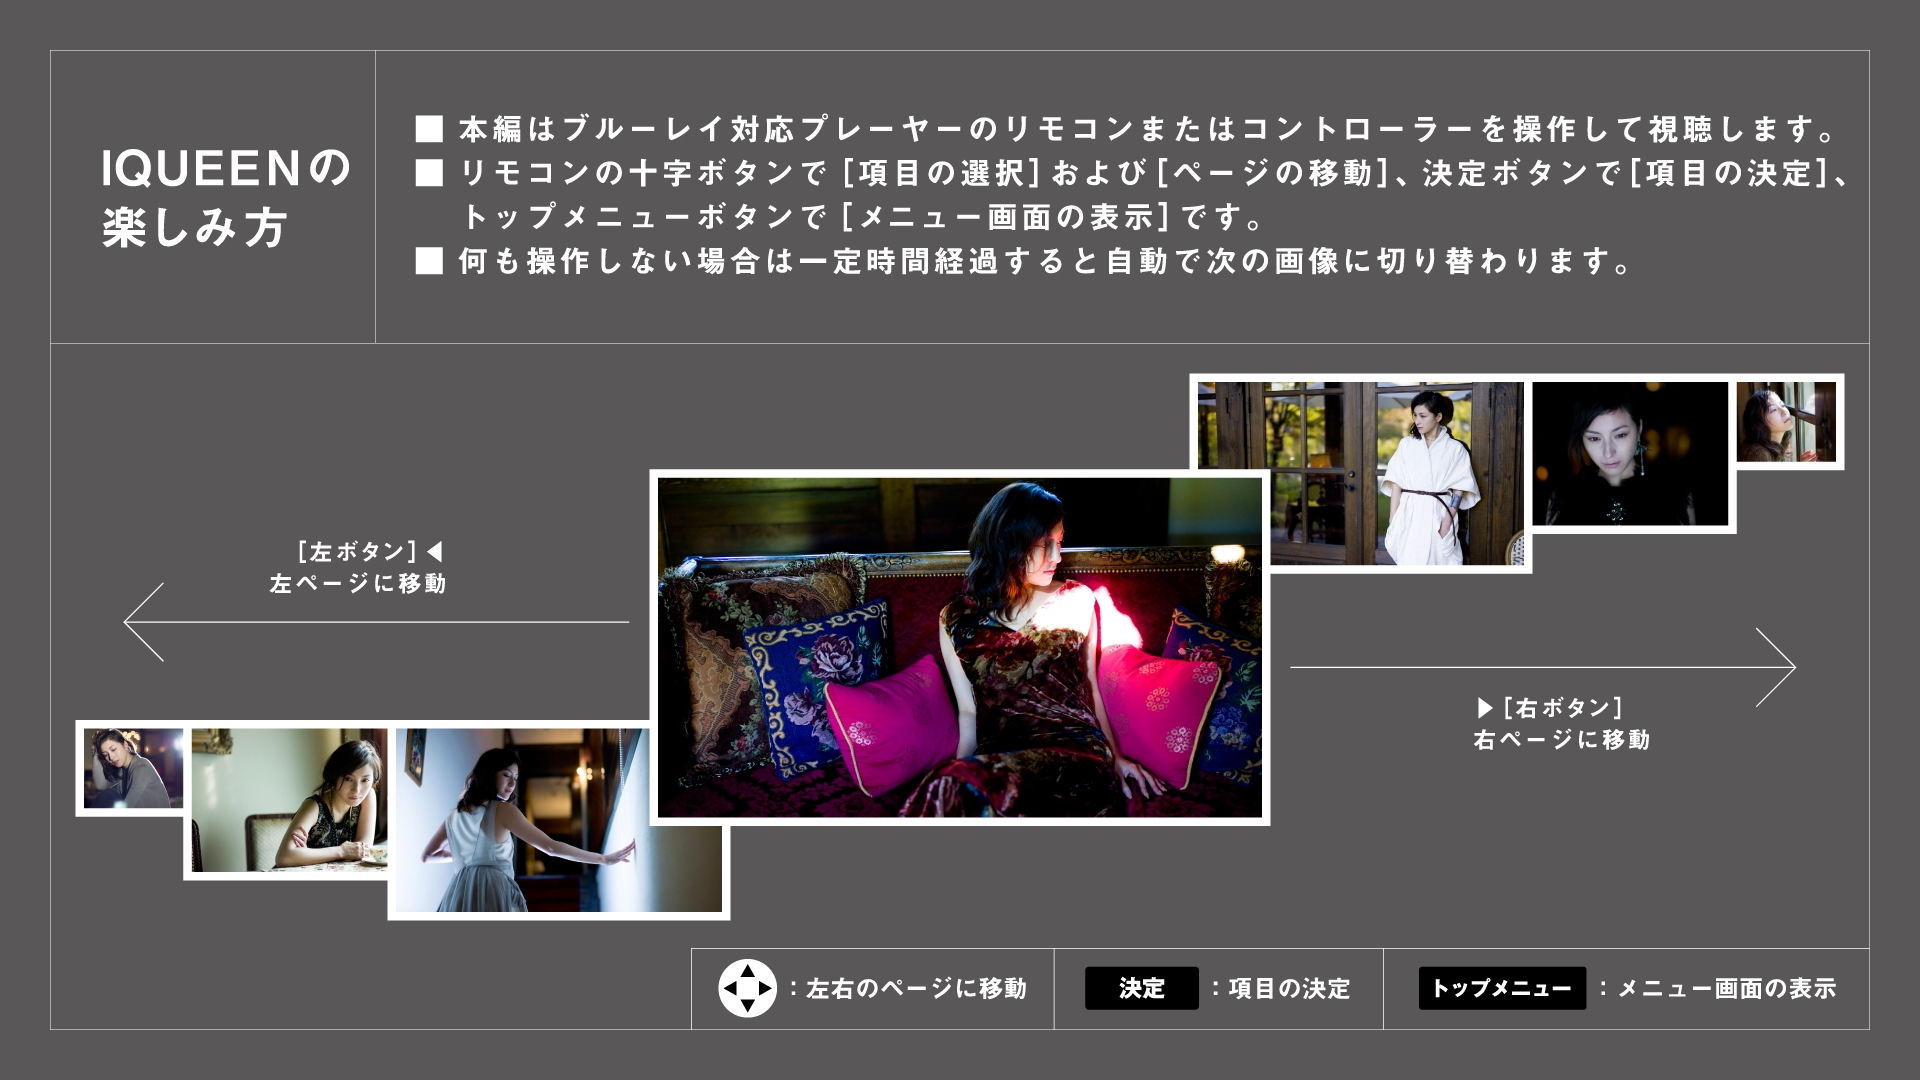 IQUEENの
楽しみ方
■ 本編はブルーレイ対応プレーヤーのリモコンまたはコントローラーを操作して視聴します。
■ リモコンの十字ボタンで[項目の選択]および[ページの移動]、決定ボタンで[項目の決定]、
トップメニューボタンで[メニュー画面の表示]です。
■ 何も操作しない場合は一定時間経過すると自動で次の画像に切り替わります。
[左ボタン]◀
左ページに移動
▶[右ボタン]
右ページに移動
：左右のページに移動
決定：項目の決定
トップメニュー：メニュー画面の表示